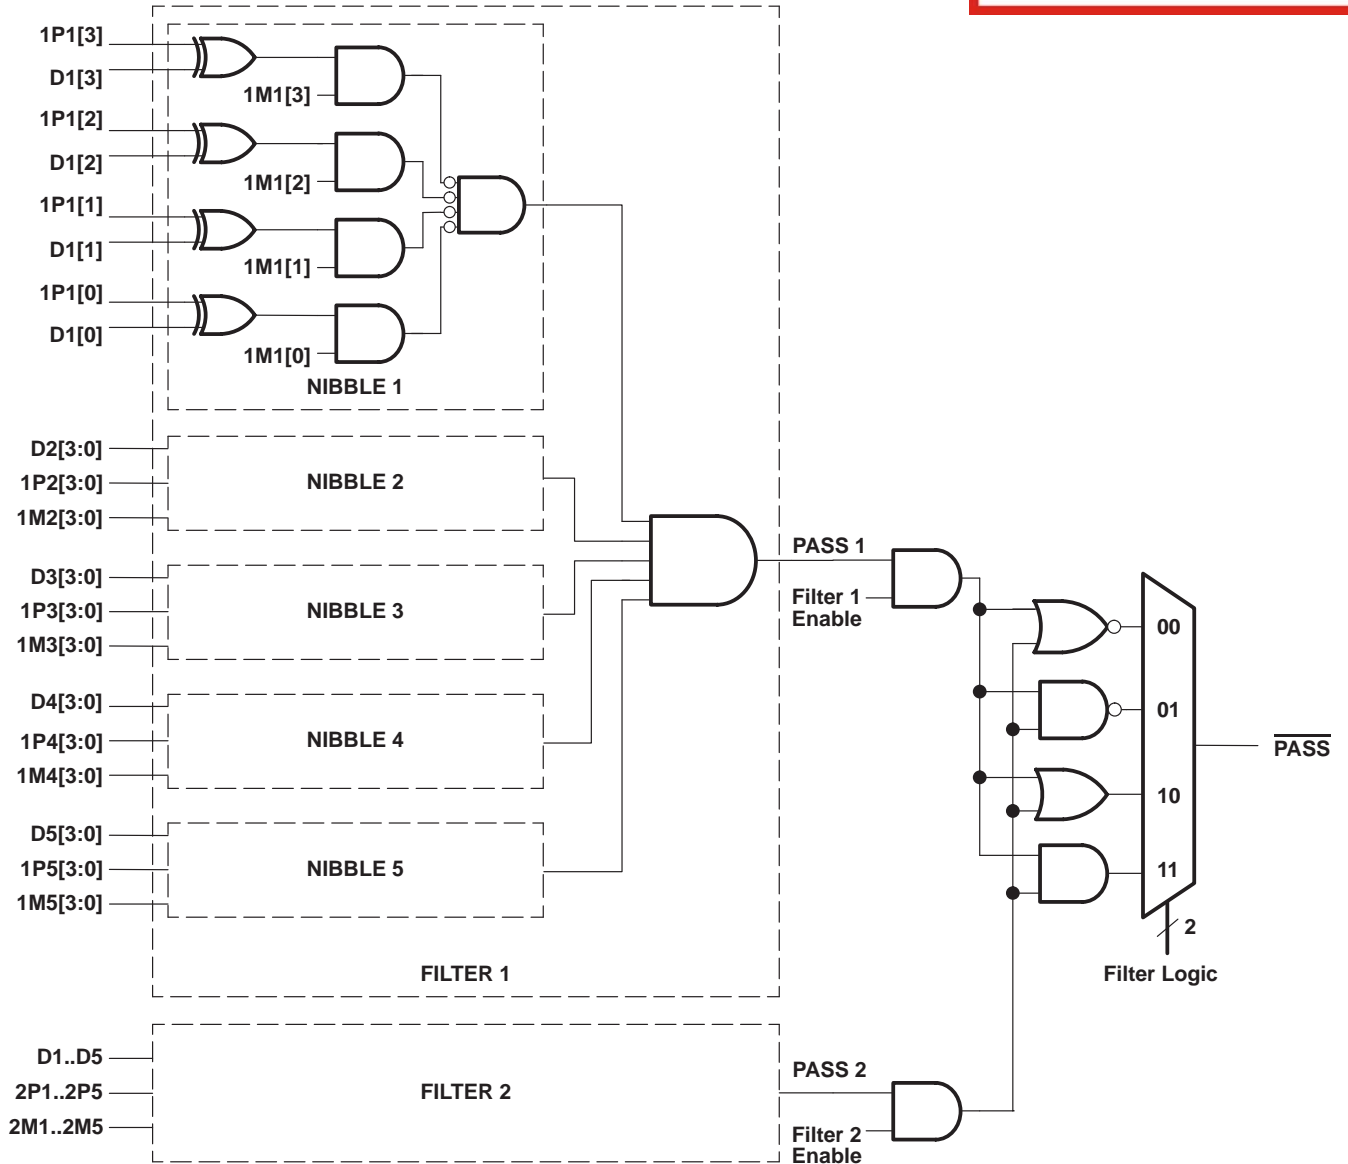 1P1[3]
D1[3]
1M1[3]
1P1[2]
D1[2]
1M1[2]
1P1[1]
D1[1]
1M1[1]
1P1[0]
D1[0]
1M1[0]
NIBBLE 1
D2[3:0]
1P2[3:0]
1M2[3:0]
NIBBLE 2
D3[3:0]
1P3[3:0]
1M3[3:0]
NIBBLE 3
D4[3:0]
1P4[3:0]
1M4[3:0]
NIBBLE 4
D5[3:0]
1P5[3:0]
1M5[3:0]
NIBBLE 5
FILTER 1
PASS 1
Filter 1
Enable
00
01
10
11
PASS
2
Filter Logic
D1..D5
2P1..2P5
2M1..2M5
FILTER 2
PASS 2
Filter 2
Enable